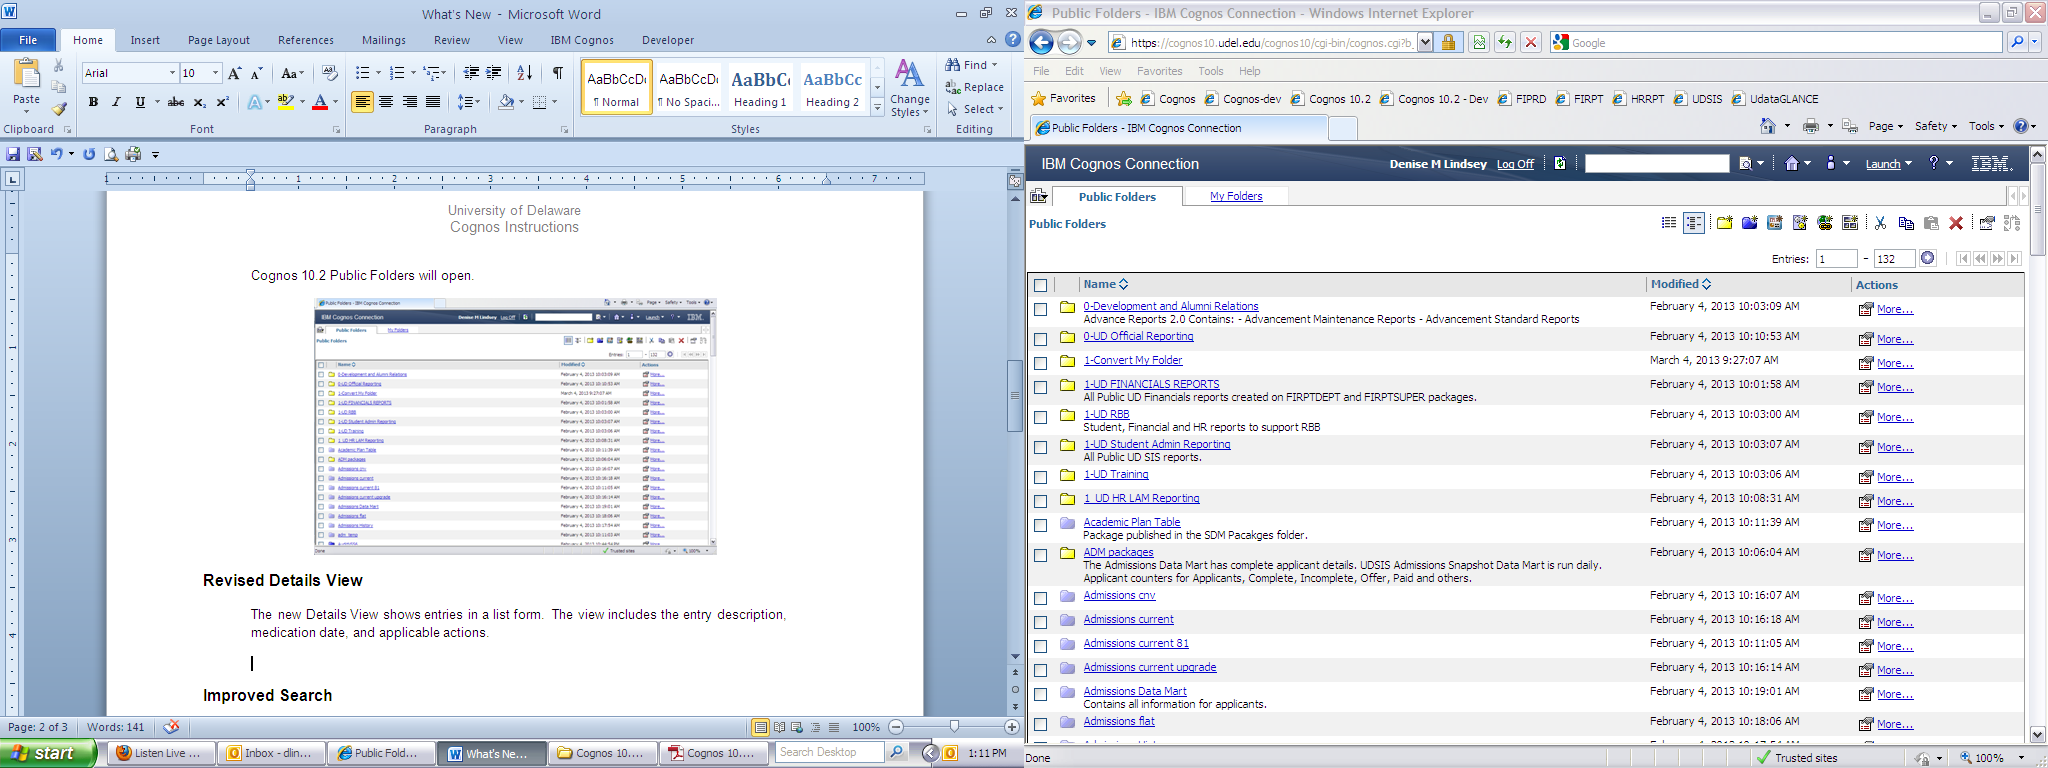 What's New - Microsoft Word
File Home Insert Page Layout References Mailings Review View IBM Cognos Developer
Paste
Arial 10
AaBbCcDc AaBbCcDc AaBbCc AaBbCc
¶ Normal ¶ No Spaci... Heading 1 Heading 2
Change Styles
Find
Replace
Select
Clipboard Font Paragraph Styles Editing
University of Delaware
Cognos Instructions
Cognos 10.2 Public Folders will open.
Revised Details View
The new Details View shows entries in a list form. The view includes the entry description,
medication date, and applicable actions.
Improved Search
Page: 2 of 3 Words: 141 100%
start Listen Live ... Inbox - dlin... Public Fold... What's New... Cognos 10.... Cognos 10.... Search Desktop 1:11 PM
Public Folders - IBM Cognos Connection - Windows Internet Explorer
https://cognos10.udel.edu/cognos10/cgi-bin/cognos.cgi?b_ Google
File Edit View Favorites Tools Help
Favorites Cognos Cognos-dev Cognos 10.2 Cognos 10.2 - Dev FIPRD FIRPT HRRPT UDSIS UdataGLANCE
Public Folders - IBM Cognos Connection Page Safety Tools
IBM Cognos Connection Denise M Lindsey Log Off Launch IBM.
Public Folders My Folders
Public Folders
Entries: 1 - 132
Name Modified Actions
0-Development and Alumni Relations February 4, 2013 10:03:09 AM More...
Advance Reports 2.0 Contains: - Advancement Maintenance Reports - Advancement Standard Reports
0-UD Official Reporting February 4, 2013 10:10:53 AM More...
1-Convert My Folder March 4, 2013 9:27:07 AM More...
1-UD FINANCIALS REPORTS February 4, 2013 10:01:58 AM More...
All Public UD Financials reports created on FIRPTDEPT and FIRPTSUPER packages.
1-UD RBB February 4, 2013 10:03:00 AM More...
Student, Financial and HR reports to support RBB
1-UD Student Admin Reporting February 4, 2013 10:03:07 AM More...
All Public UD SIS reports.
1-UD Training February 4, 2013 10:03:06 AM More...
1_UD HR LAM Reporting February 4, 2013 10:08:31 AM More...
Academic Plan Table February 4, 2013 10:11:39 AM More...
Package published in the SDM Pacakges folder.
ADM packages February 4, 2013 10:06:04 AM More...
The Admissions Data Mart has complete applicant details. UDSIS Admissions Snapshot Data Mart is run daily.
Applicant counters for Applicants, Complete, Incomplete, Offer, Paid and others.
Admissions cnv February 4, 2013 10:16:07 AM More...
Admissions current February 4, 2013 10:16:18 AM More...
Admissions current 81 February 4, 2013 10:11:05 AM More...
Admissions current upgrade February 4, 2013 10:16:14 AM More...
Admissions Data Mart February 4, 2013 10:19:01 AM More...
Contains all information for applicants.
Admissions flat February 4, 2013 10:18:06 AM More...
Done Trusted sites 100%